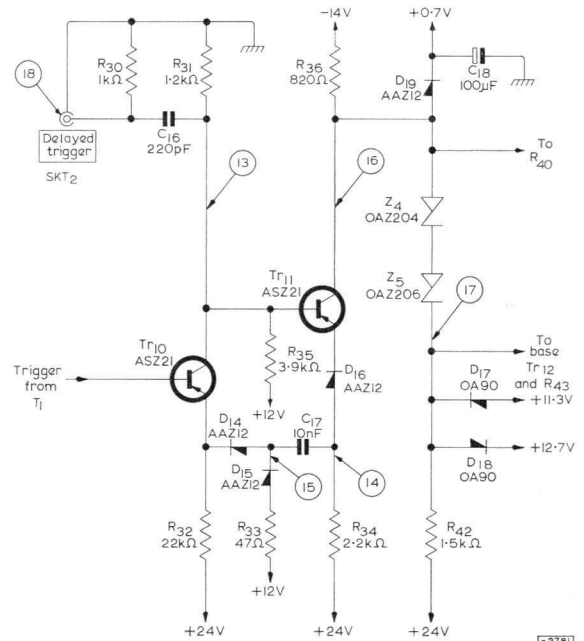 -14V
+0·7V
18
R30
1kΩ
R31
1·2kΩ
R36
820Ω
D19
AAZ12
C18
100μF
Delayed
trigger
SKT2
C16
220pF
13
16
To
R40
Z4
OAZ204
Z5
OAZ206
17
Tr11
ASZ21
Tr10
ASZ21
Trigger
from
T1
R35
3·9kΩ
+12V
D16
AAZ12
To
base
Tr12
and
R43
D17
OA90
+11·3V
D14
AAZ12
C17
10nF
D15
AAZ12
15
14
D18
OA90
+12·7V
R32
22kΩ
R33
47Ω
+12V
R34
2·2kΩ
R42
1·5kΩ
+24V
+24V
+24V
-2781